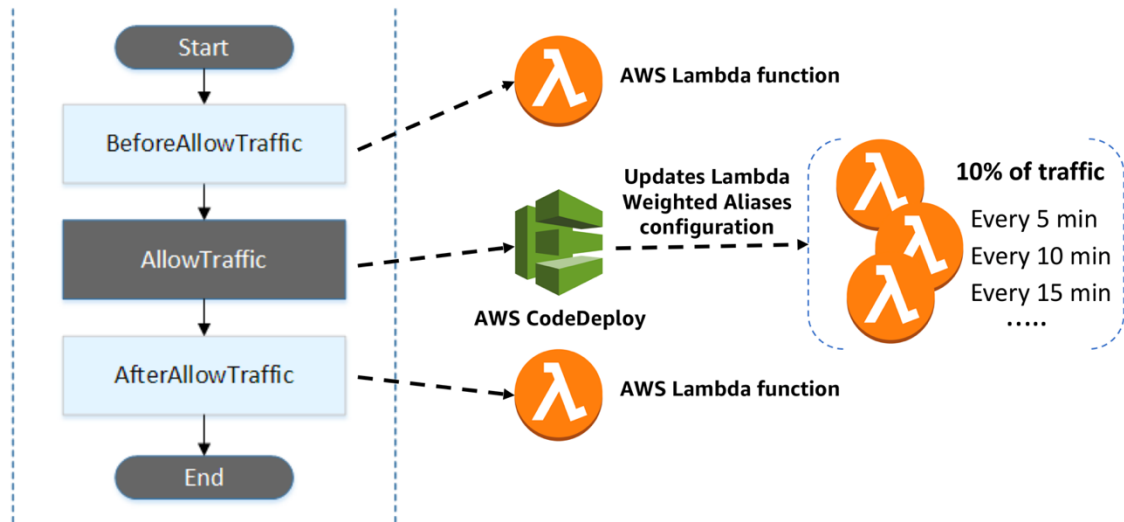 Start
BeforeAllowTraffic
AllowTraffic
AfterAllowTraffic
End
AWS Lambda function
Updates Lambda
Weighted Aliases
configuration
AWS CodeDeploy
AWS Lambda function
10% of traffic
Every 5 min
Every 10 min
Every 15 min
.....